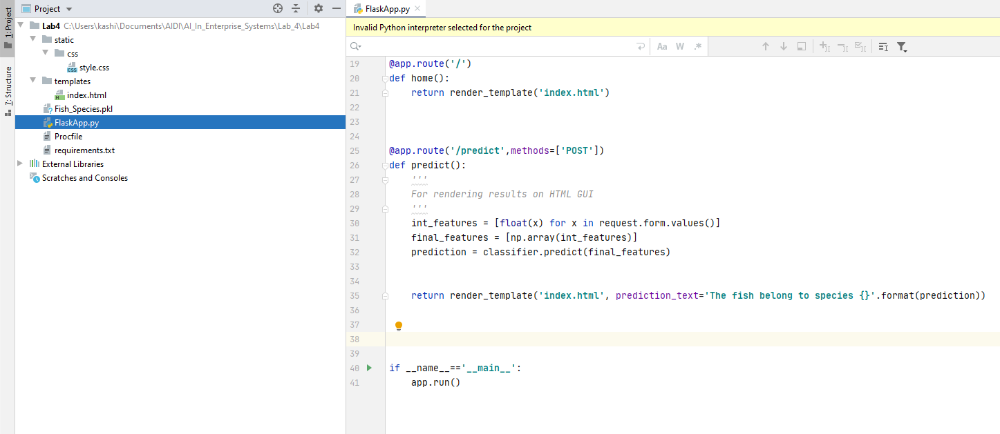 Project
FlaskApp.py
1: Project
7: Structure
Lab4 C:\Users\kashi\Documents\AIDI\AI_In_Enterprise_Systems\Lab_4\Lab4
static
css
style.css
templates
index.html
Fish_Species.pkl
FlaskApp.py
Procfile
requirements.txt
External Libraries
Scratches and Consoles
Invalid Python interpreter selected for the project
Aa W .*
19 @app.route('/')
20 def home():
21     return render_template('index.html')
22
23
24
25 @app.route('/predict',methods=['POST'])
26 def predict():
27     '''
28     For rendering results on HTML GUI
29     '''
30     int_features = [float(x) for x in request.form.values()]
31     final_features = [np.array(int_features)]
32     prediction = classifier.predict(final_features)
33
34
35     return render_template('index.html', prediction_text='The fish belong to species {}'.format(prediction))
36
37
38
39
40 if __name__=='__main__':
41     app.run()